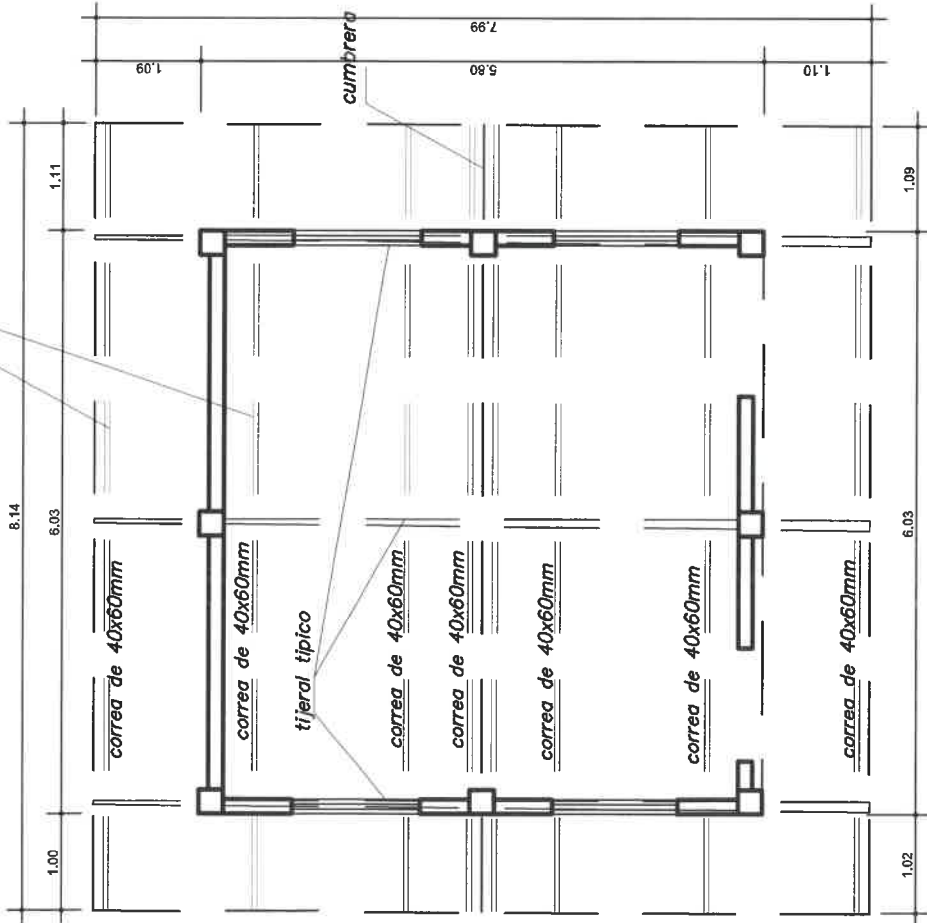 7.99
1.09
5.80
1.10
cumbrera
8.14
1.11
6.03
1.00
1.09
6.03
1.02
correa de 40x60mm
correa de 40x60mm
tijeral tipico
correa de 40x60mm
correa de 40x60mm
correa de 40x60mm
correa de 40x60mm
correa de 40x60mm